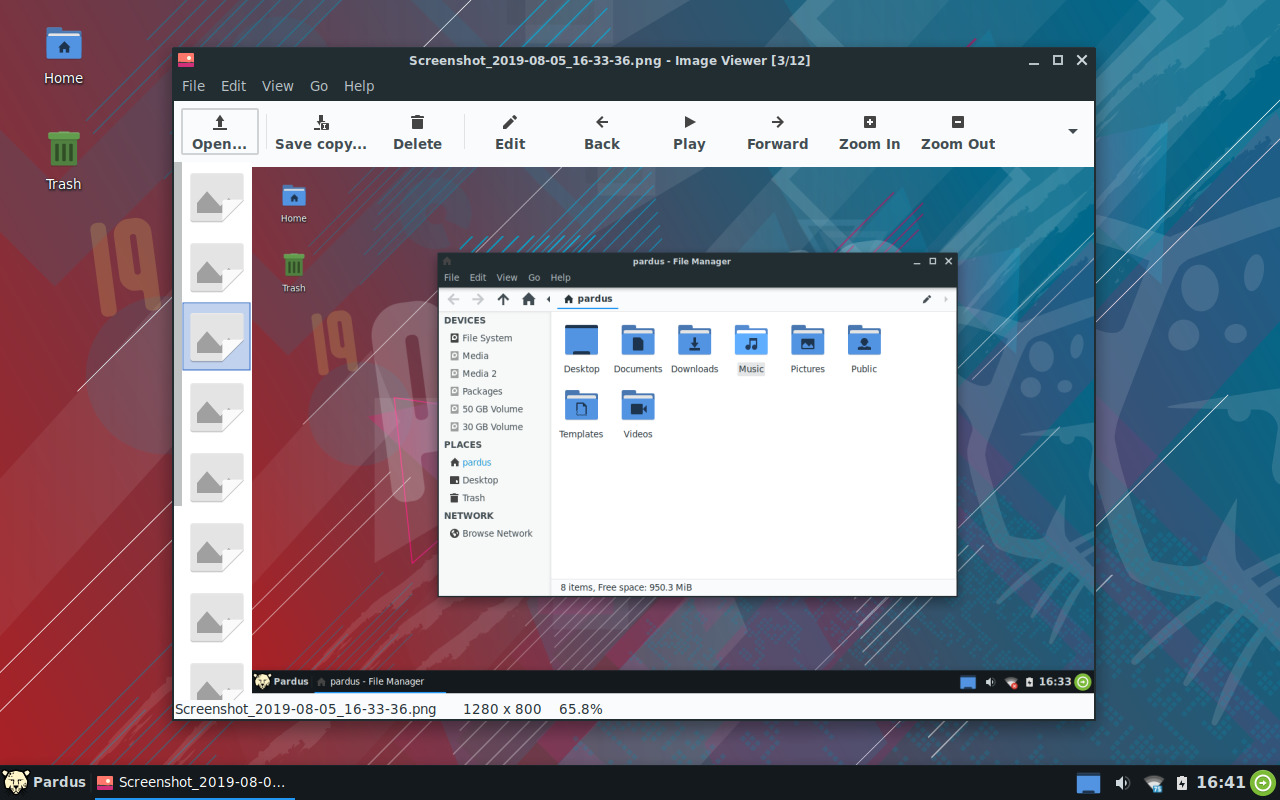 Home
Trash
19
Screenshot_2019-08-05_16-33-36.png - Image Viewer [3/12]
File Edit View Go Help
Open... Save copy... Delete Edit Back Play Forward Zoom In Zoom Out
Home
Trash
19
pardus - File Manager
File Edit View Go Help
pardus
DEVICES
File System
Media
Media 2
Packages
50 GB Volume
30 GB Volume
PLACES
pardus
Desktop
Trash
NETWORK
Browse Network
Desktop Documents Downloads Music Pictures Public
Templates Videos
8 items, Free space: 950.3 MiB
Pardus pardus - File Manager 16:33
Screenshot_2019-08-05_16-33-36.png 1280 x 800 65.8%
Pardus Screenshot_2019-08-0... 75 16:41